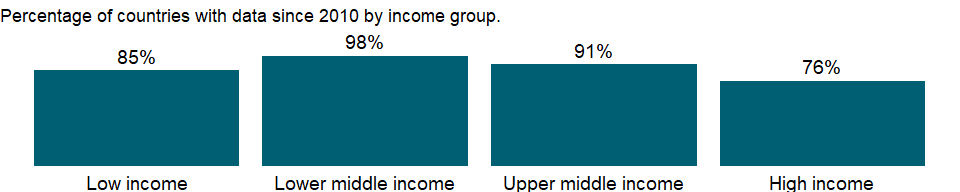 Percentage of countries with data since 2010 by income group.
85%
98%
91%
76%
Low income
Lower middle income
Upper middle income
High income